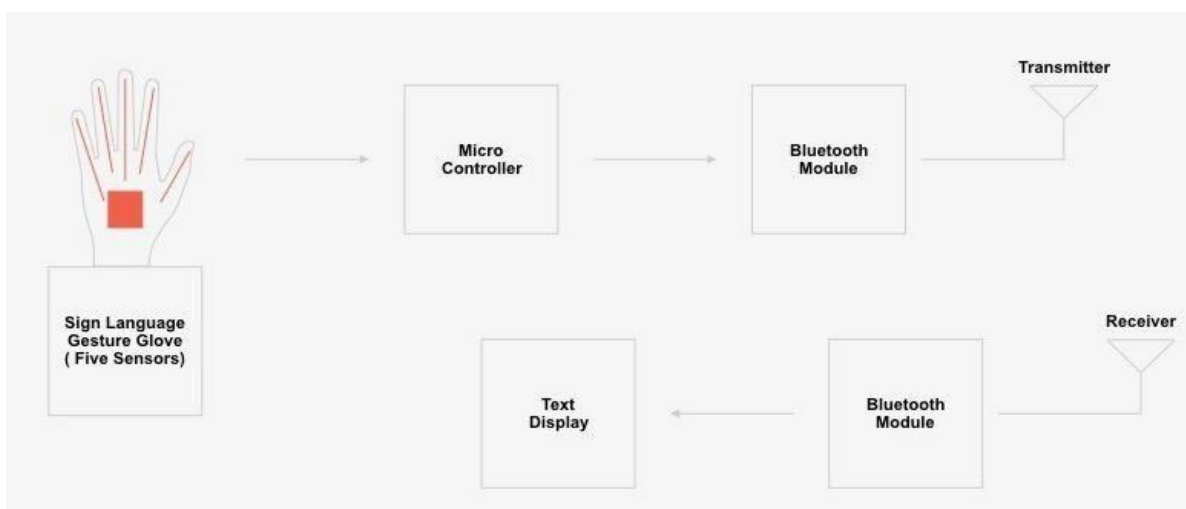 Transmitter
Micro
Controller
Bluetooth
Module
Sign Language
Gesture Glove
( Five Sensors)
Receiver
Text
Display
Bluetooth
Module